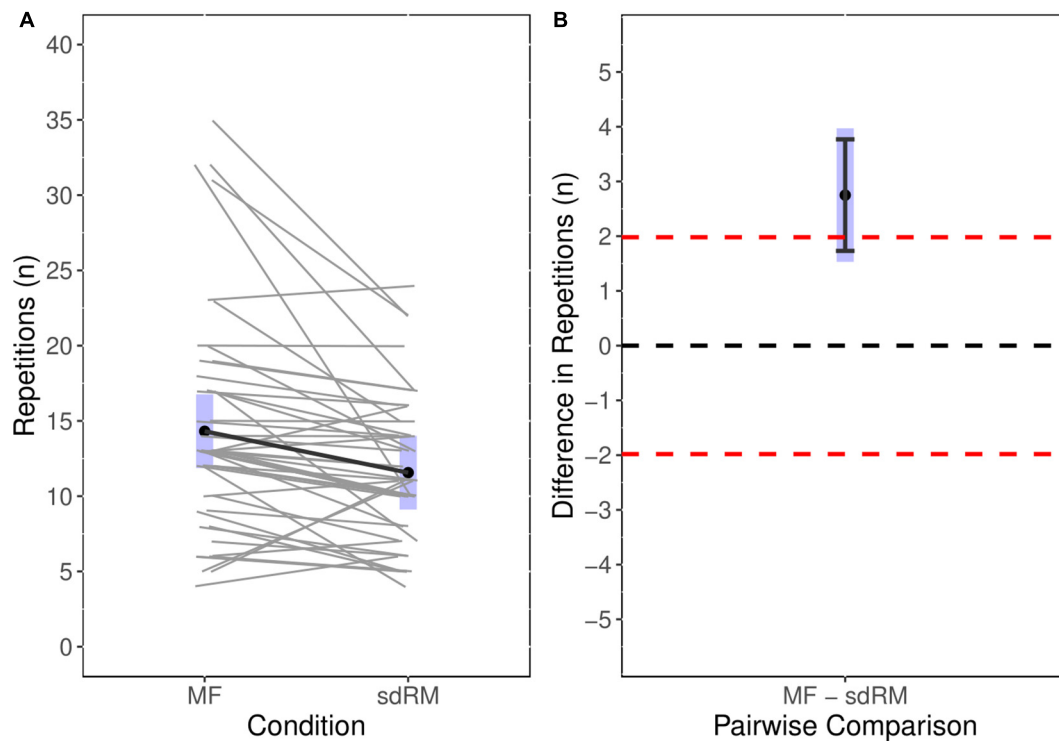 A
Repetitions (n)
40
35
30
25
20
15
10
5
0
MF
sdRM
Condition
B
Difference in Repetitions (n)
5
4
3
2
1
0
−1
−2
−3
−4
−5
MF − sdRM
Pairwise Comparison